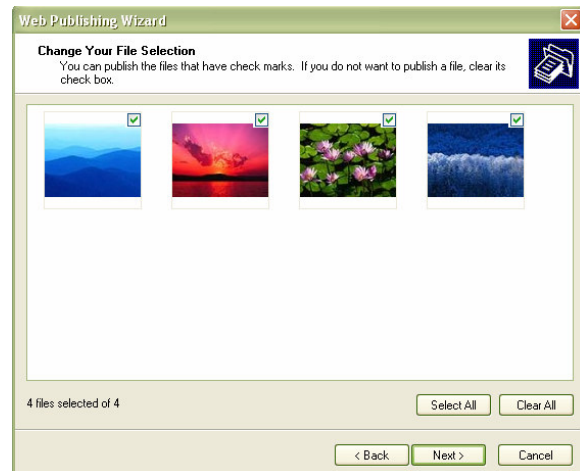 Web Publishing Wizard
Change Your File Selection
You can publish the files that have check marks. If you do not want to publish a file, clear its
check box.
4 files selected of 4
Select All
Clear All
< Back
Next >
Cancel